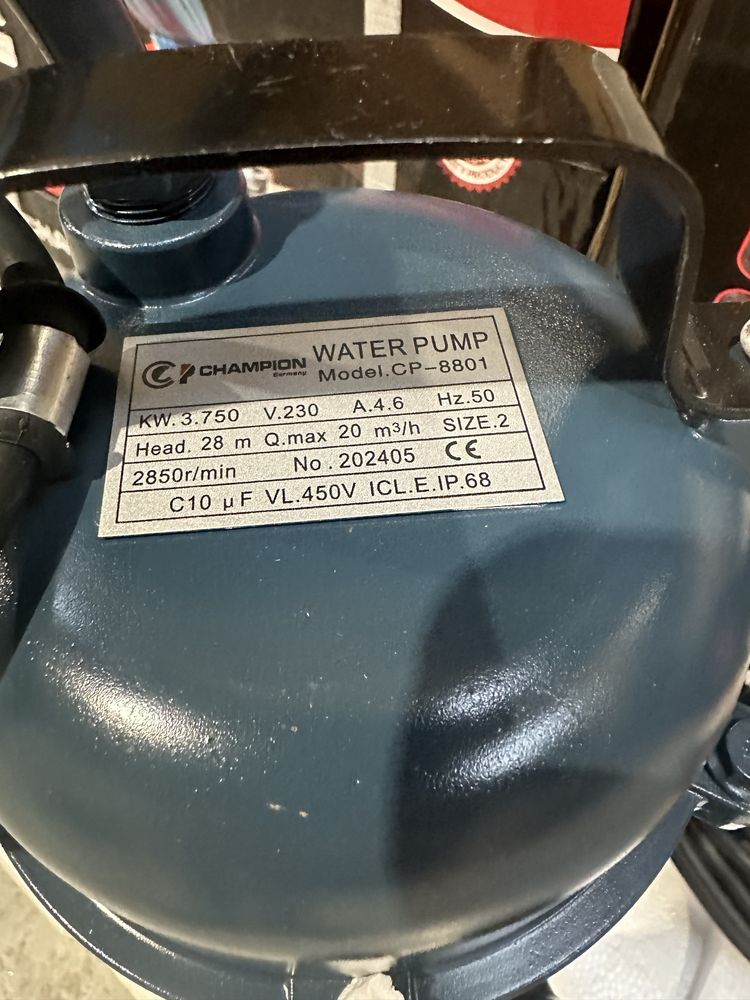 CP CHAMPION WATER PUMP
Germany Model.CP-8801
KW.3.750 V.230 A.4.6 Hz.50
Head. 28 m Q.max 20 m³/h SIZE.2
2850r/min No.202405 CE
C10 μF VL.450V ICL.E.IP.68